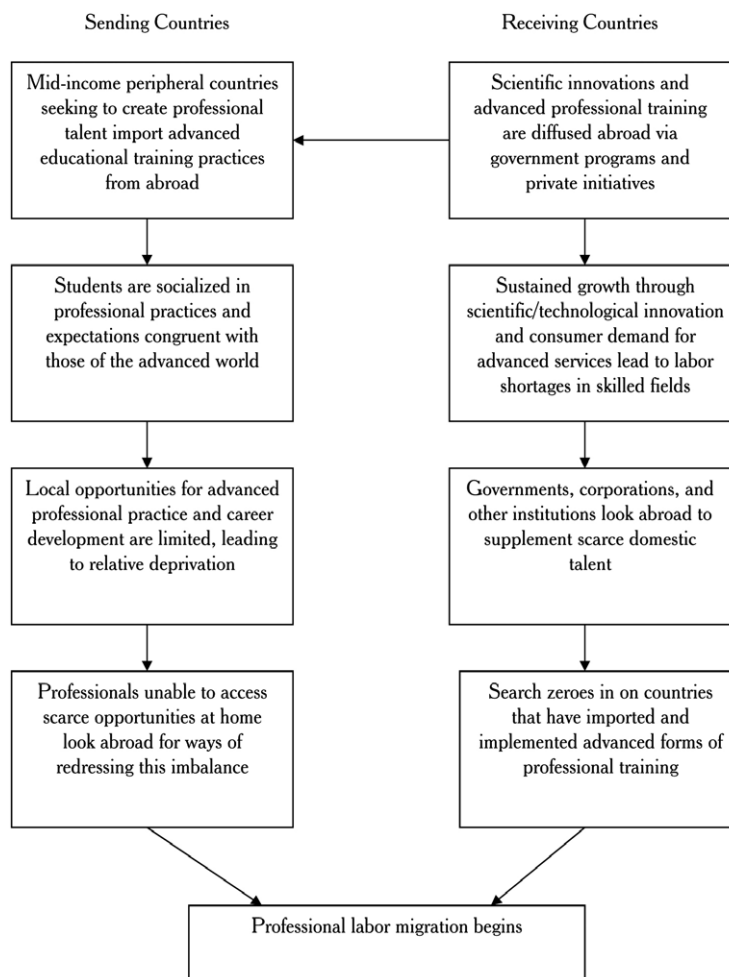 Sending Countries
Receiving Countries
Mid-income peripheral countries
seeking to create professional
talent import advanced
educational training practices
from abroad
Scientific innovations and
advanced professional training
are diffused abroad via
government programs and
private initiatives
Students are socialized in
professional practices and
expectations congruent with
those of the advanced world
Sustained growth through
scientific/technological innovation
and consumer demand for
advanced services lead to labor
shortages in skilled fields
Local opportunities for advanced
professional practice and career
development are limited, leading
to relative deprivation
Governments, corporations, and
other institutions look abroad to
supplement scarce domestic
talent
Professionals unable to access
scarce opportunities at home
look abroad for ways of
redressing this imbalance
Search zeroes in on countries
that have imported and
implemented advanced forms of
professional training
Professional labor migration begins